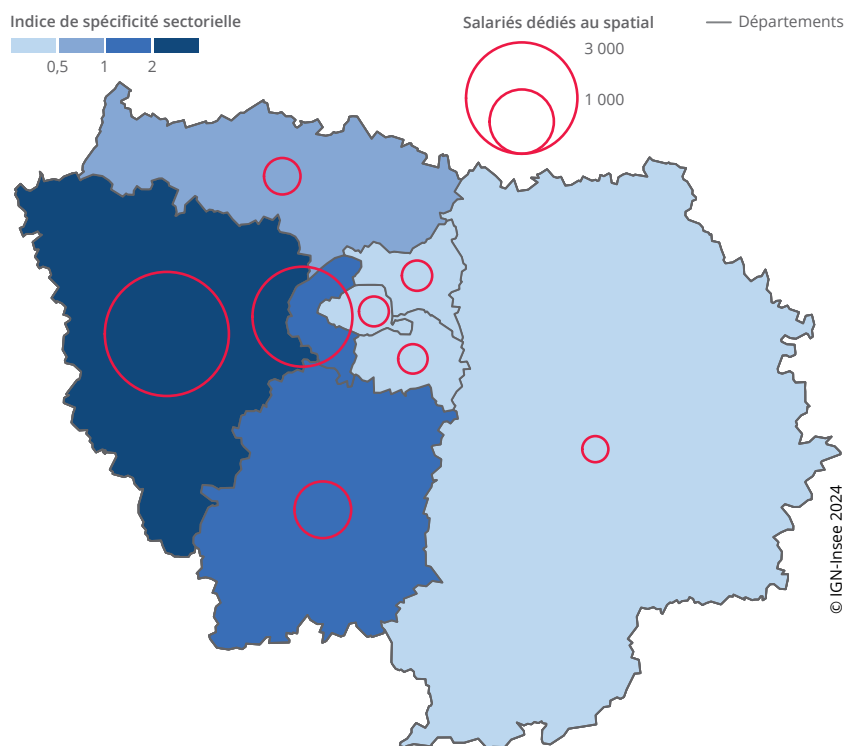 Indice de spécificité sectorielle
0,5 1 2
Salariés dédiés au spatial
3 000
1 000
Départements
© IGN-Insee 2024